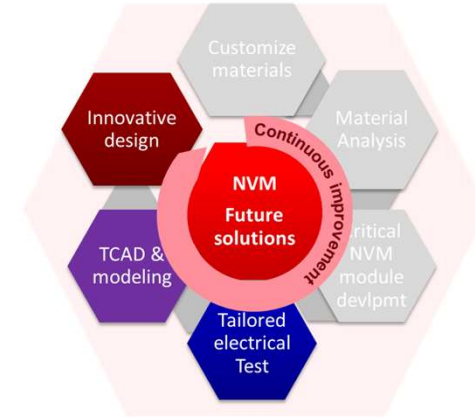 Customize
materials
Innovative
design
Material
Analysis
Continuous improvement
NVM
Future
solutions
TCAD &
modeling
Critical
NVM
module
devlpmt
Tailored
electrical
Test